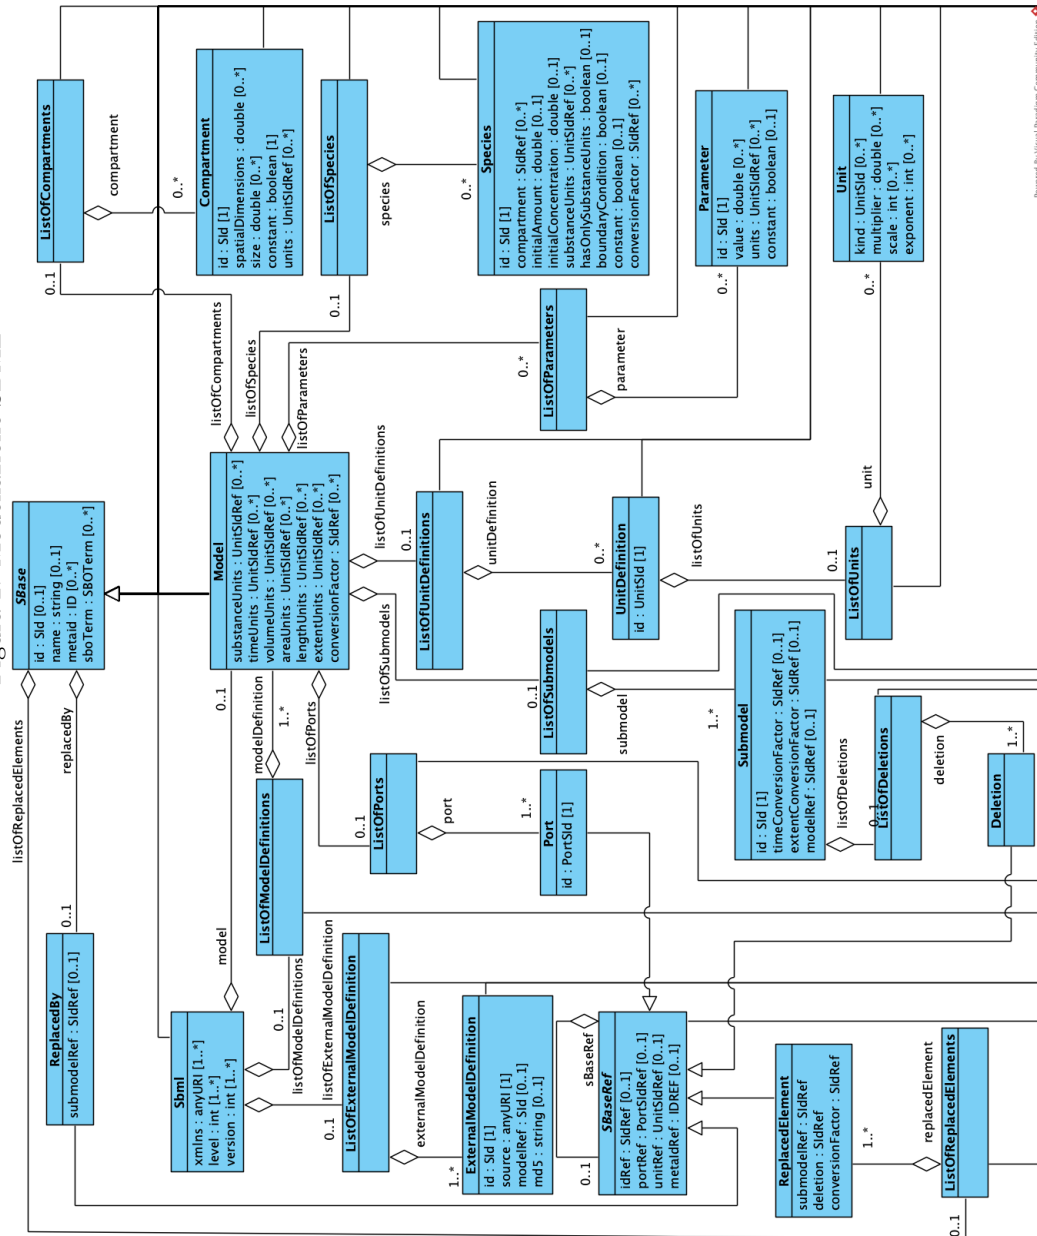 SBase
id : SId [0..1]
name : string [0..1]
metaid : ID [0..*]
sboTerm : SBOTerm [0..*]
listOfReplacedElements
replacedBy
0..1
ReplacedBy
submodelRef : SIdRef [0..1]
ListOfCompartments
compartment
0..*
0..1
Compartment
id : SId [1]
spatialDimensions : double [0..*]
size : double [0..*]
constant : boolean [1]
units : UnitSIdRef [0..*]
ListOfSpecies
species
0..*
0..1
Species
id : SId [1]
compartment : SIdRef [0..*]
initialAmount : double [0..1]
initialConcentration : double [0..1]
substanceUnits : UnitSIdRef [0..*]
hasOnlySubstanceUnits : boolean [0..1]
boundaryCondition : boolean [0..1]
constant : boolean [0..1]
conversionFactor : SIdRef [0..*]
Parameter
id : SId [1]
value : double [0..*]
units : UnitSIdRef [0..*]
constant : boolean [0..1]
0..*
Unit
kind : UnitSId [0..*]
multiplier : double [0..*]
scale : int [0..*]
exponent : int [0..*]
0..*
listOfCompartments
listOfSpecies
listOfParameters
0..*
ListOfParameters
parameter
Model
substanceUnits : UnitSIdRef [0..*]
timeUnits : UnitSIdRef [0..*]
volumeUnits : UnitSIdRef [0..*]
areaUnits : UnitSIdRef [0..*]
lengthUnits : UnitSIdRef [0..*]
extentUnits : UnitSIdRef [0..*]
conversionFactor : SIdRef [0..*]
listOfUnitDefinitions
0..1
ListOfUnitDefinitions
unitDefinition
0..*
UnitDefinition
id : UnitSId [1]
listOfUnits
0..1
ListOfUnits
unit
listOfSubmodels
0..1
ListOfSubmodels
submodel
1..*
Submodel
id : SId [1]
timeConversionFactor : SIdRef [0..1]
extentConversionFactor : SIdRef [0..1]
modelRef : SIdRef [0..1]
listOfDeletions
0..1
ListOfDeletions
deletion
1..*
Deletion
0..1
modelDefinition
1..*
listOfPorts
0..1
ListOfPorts
port
1..*
Port
id : PortSId [1]
ListOfModelDefinitions
model
0..1
listOfModelDefinitions
listOfExternalModelDefinition
0..1
Sbml
xmlns : anyURI [1..*]
level : int [1..*]
version : int [1..*]
ListOfExternalModelDefinition
externalModelDefinition
1..*
ExternalModelDefinition
id : SId [1]
source : anyURI [1]
modelRef : SId [0..1]
md5 : string [0..1]
sBaseRef
0..1
SBaseRef
idRef : SIdRef [0..1]
portRef : PortSIdRef [0..1]
unitRef : UnitSIdRef [0..1]
metaIdRef : IDREF [0..1]
ReplacedElement
submodelRef : SIdRef
deletion : SIdRef
conversionFactor : SIdRef
1..*
replacedElement
ListOfReplacedElements
0..1